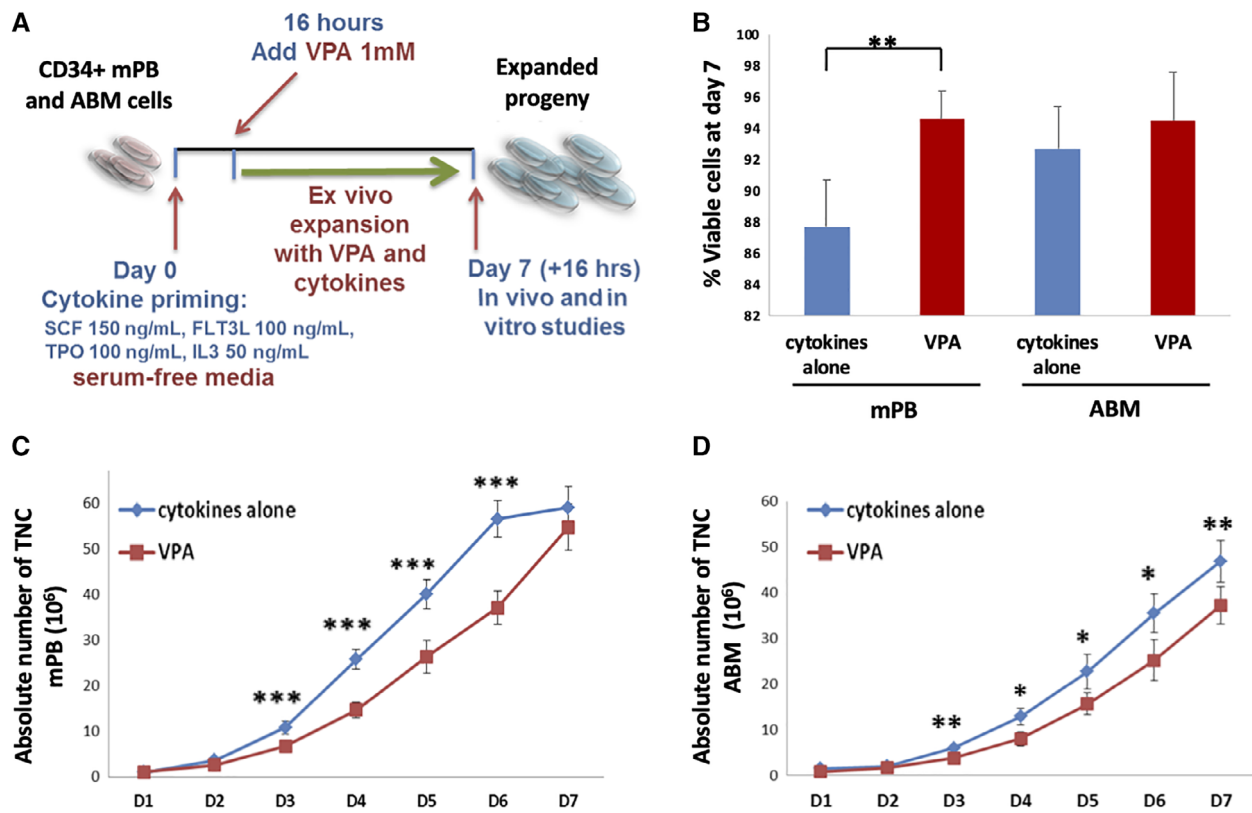 A
16 hours
Add VPA 1mM
CD34+ mPB
and ABM cells
Expanded
progeny
Ex vivo
expansion
with VPA and
cytokines
Day 0
Cytokine priming:
SCF 150 ng/mL, FLT3L 100 ng/mL,
TPO 100 ng/mL, IL3 50 ng/mL
serum-free media
Day 7 (+16 hrs)
In vivo and in
vitro studies
B
% Viable cells at day 7
100
98
96
94
92
90
88
86
84
82
**
cytokines
alone
VPA
cytokines
alone
VPA
mPB
ABM
C
Absolute number of TNC
mPB (10⁶)
60
50
40
30
20
10
0
cytokines alone
VPA
***
***
***
***
D1 D2 D3 D4 D5 D6 D7
D
Absolute number of TNC
ABM (10⁶)
60
50
40
30
20
10
0
cytokines alone
VPA
**
*
*
*
**
D1 D2 D3 D4 D5 D6 D7